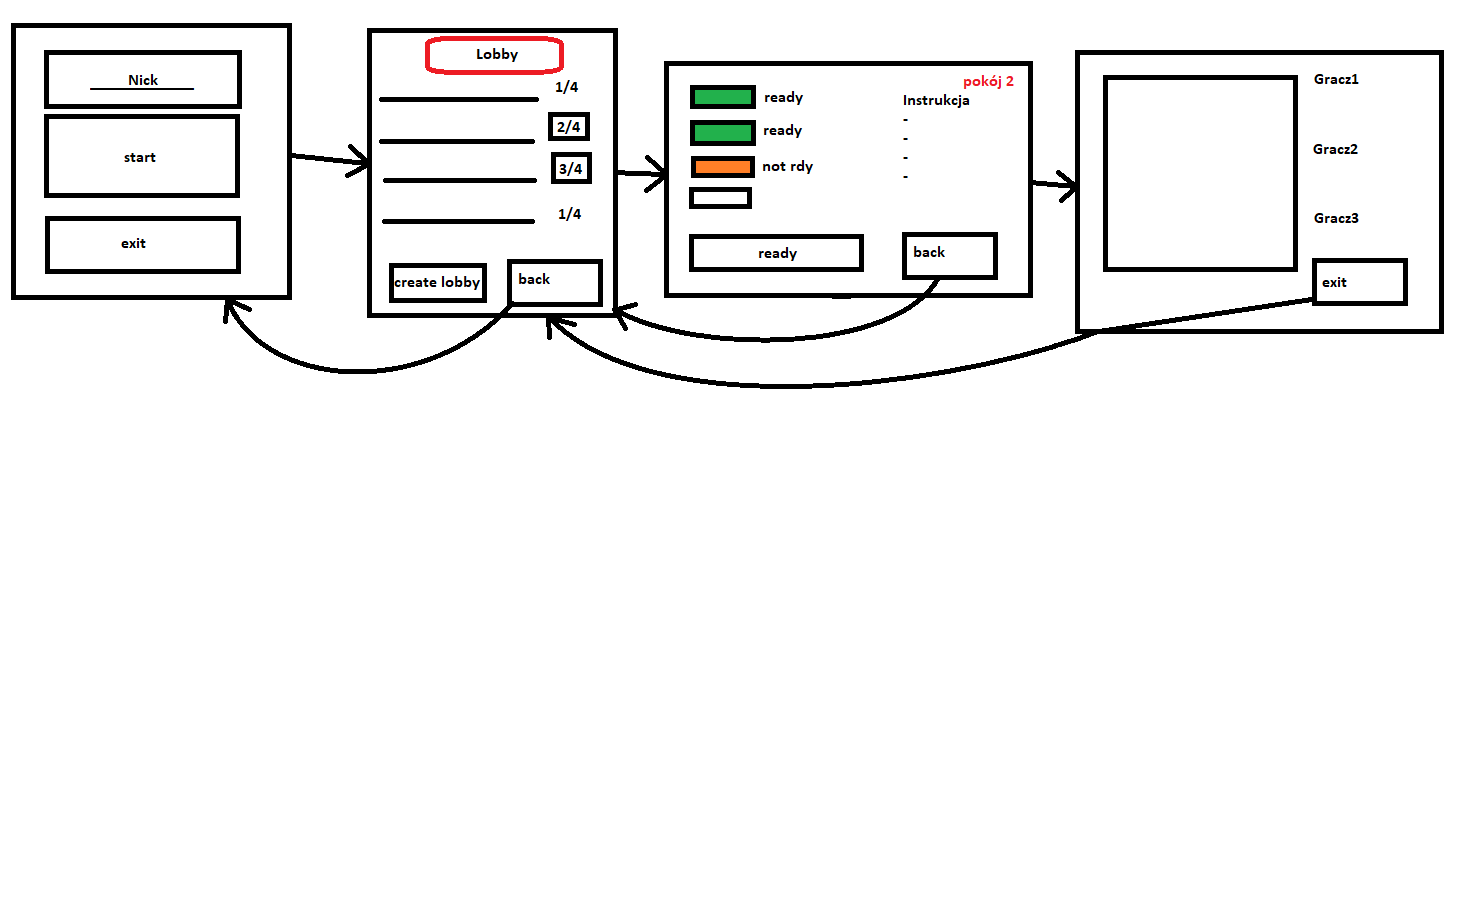 Nick
start
exit
Lobby
1/4
2/4
3/4
1/4
create lobby
back
pokój 2
ready
ready
not rdy
Instrukcja
-
-
-
-
ready
back
Gracz1
Gracz2
Gracz3
exit